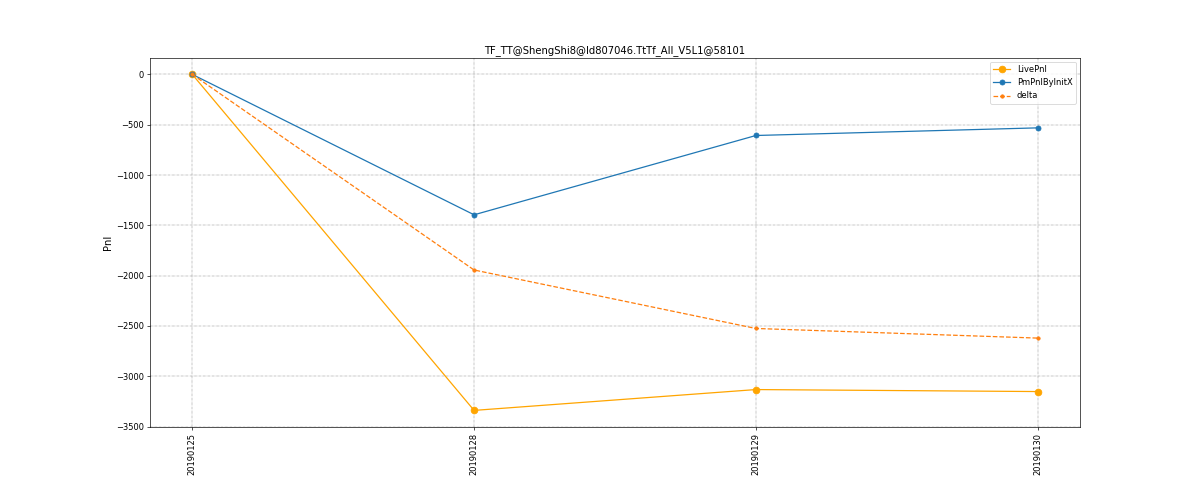 TF_TT@ShengShi8@Id807046.TtTf_All_V5L1@58101
LivePnl
PmPnlByInitX
delta
Pnl
0
−500
−1000
−1500
−2000
−2500
−3000
−3500
20190125
20190128
20190129
20190130